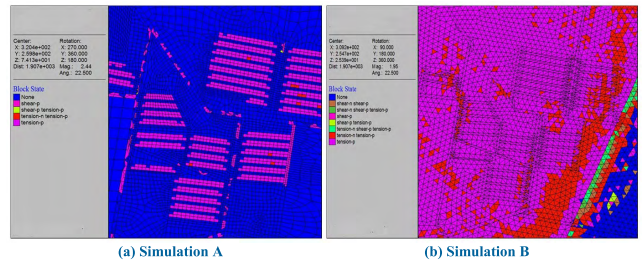 Center:
X: 3.204e+002
Y: 2.598e+002
Z: 7.413e+001
Dist: 1.907e+003
Rotation:
X: 270.000
Y: 360.000
Z: 180.000
Mag.: 2.44
Ang.: 22.500
Block State
None
shear-p
shear-p tension-p
tension-n tension-p
tension-p
Center:
X: 3.082e+002
Y: 2.547e+002
Z: 2.539e+001
Dist: 1.907e+003
Rotation:
X: 90.000
Y: 180.000
Z: 360.000
Mag.: 1.95
Ang.: 22.500
Block State
None
shear-n shear-p
shear-n shear-p tension-p
shear-p
shear-p tension-p
tension-n shear-p tension-p
tension-n tension-p
tension-p
(a) Simulation A
(b) Simulation B